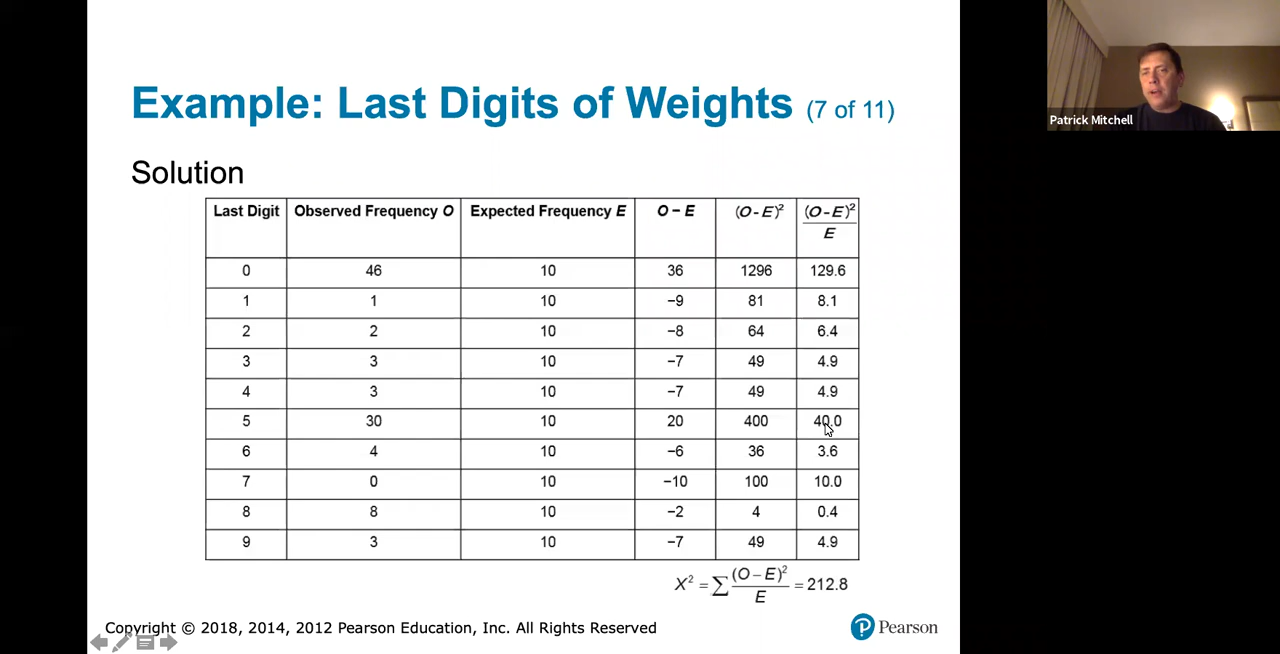 Example: Last Digits of Weights (7 of 11)
Patrick Mitchell
Solution
Last Digit Observed Frequency O Expected Frequency E O – E (O - E)² (O - E)²/E
0 46 10 36 1296 129.6
1 1 10 –9 81 8.1
2 2 10 –8 64 6.4
3 3 10 –7 49 4.9
4 3 10 –7 49 4.9
5 30 10 20 400 40.0
6 4 10 –6 36 3.6
7 0 10 –10 100 10.0
8 8 10 –2 4 0.4
9 3 10 –7 49 4.9
X² = ∑ (O – E)²/E = 212.8
Copyright © 2018, 2014, 2012 Pearson Education, Inc. All Rights Reserved
P Pearson